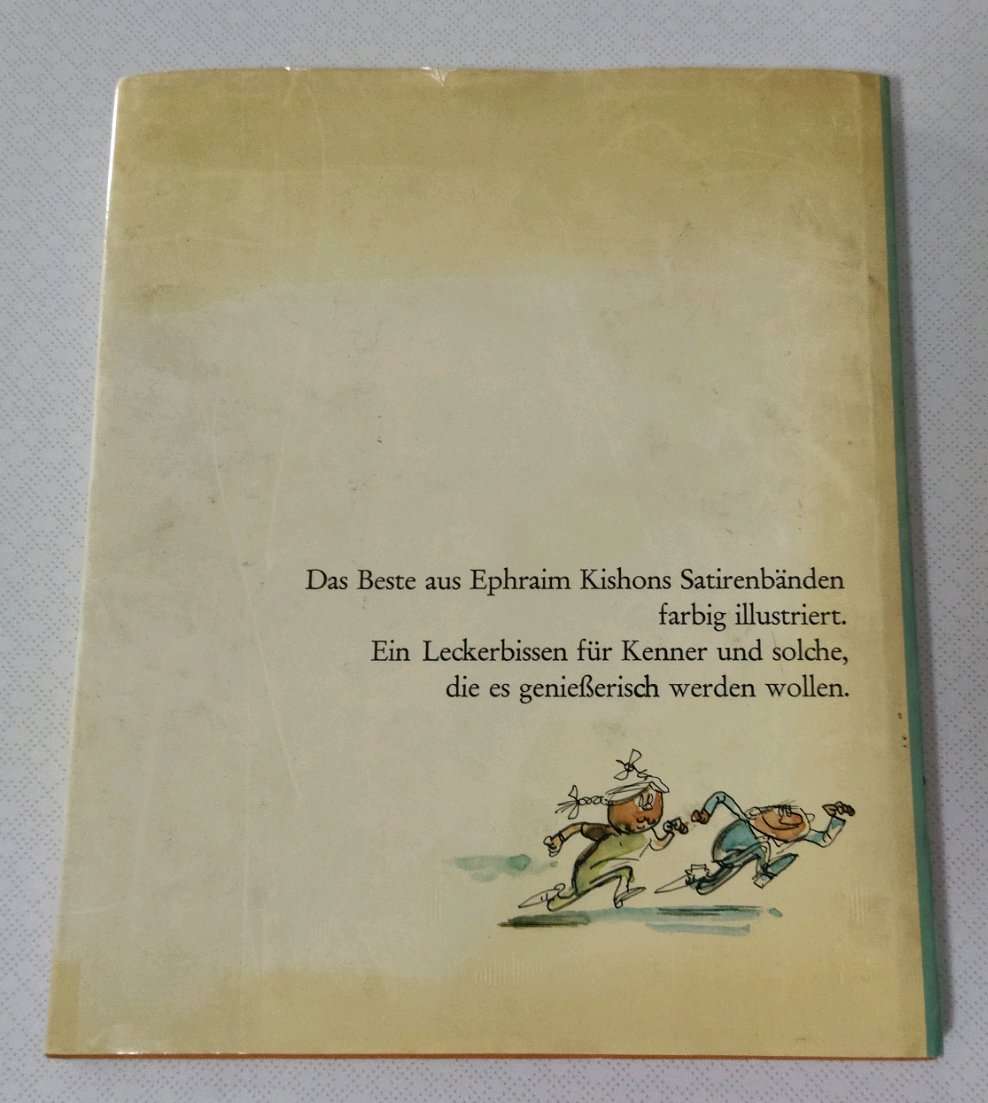 Das Beste aus Ephraim Kishons Satirenbänden
farbig illustriert.
Ein Leckerbissen für Kenner und solche,
die es genießerisch werden wollen.